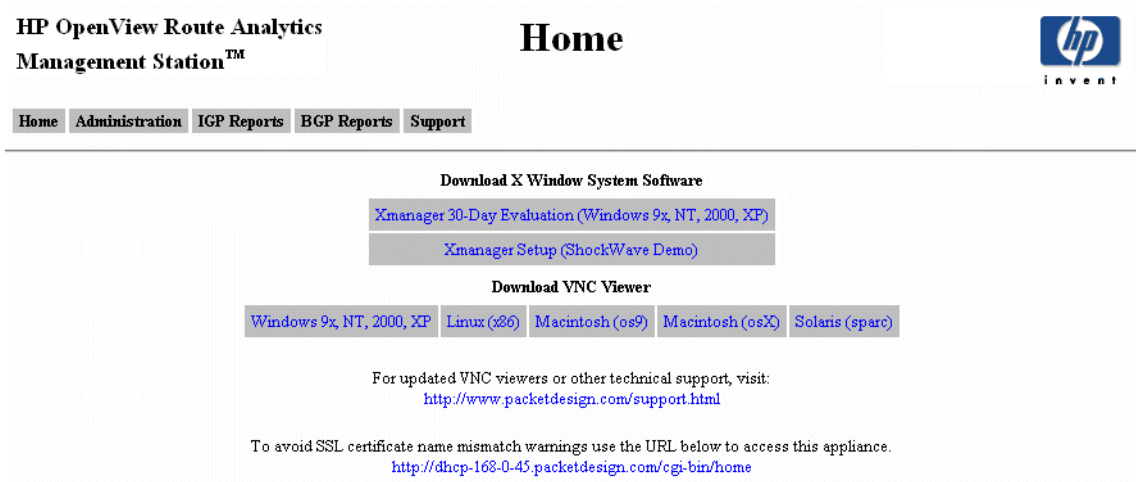 HP OpenView Route Analytics
Management Station™
Home
hp
invent
Home Administration IGP Reports BGP Reports Support
Download X Window System Software
Xmanager 30-Day Evaluation (Windows 9x, NT, 2000, XP)
Xmanager Setup (ShockWave Demo)
Download VNC Viewer
Windows 9x, NT, 2000, XP Linux (x86) Macintosh (os9) Macintosh (osX) Solaris (sparc)
For updated VNC viewers or other technical support, visit:
http://www.packetdesign.com/support.html
To avoid SSL certificate name mismatch warnings use the URL below to access this appliance.
http://dhcp-168-0-45.packetdesign.com/cgi-bin/home